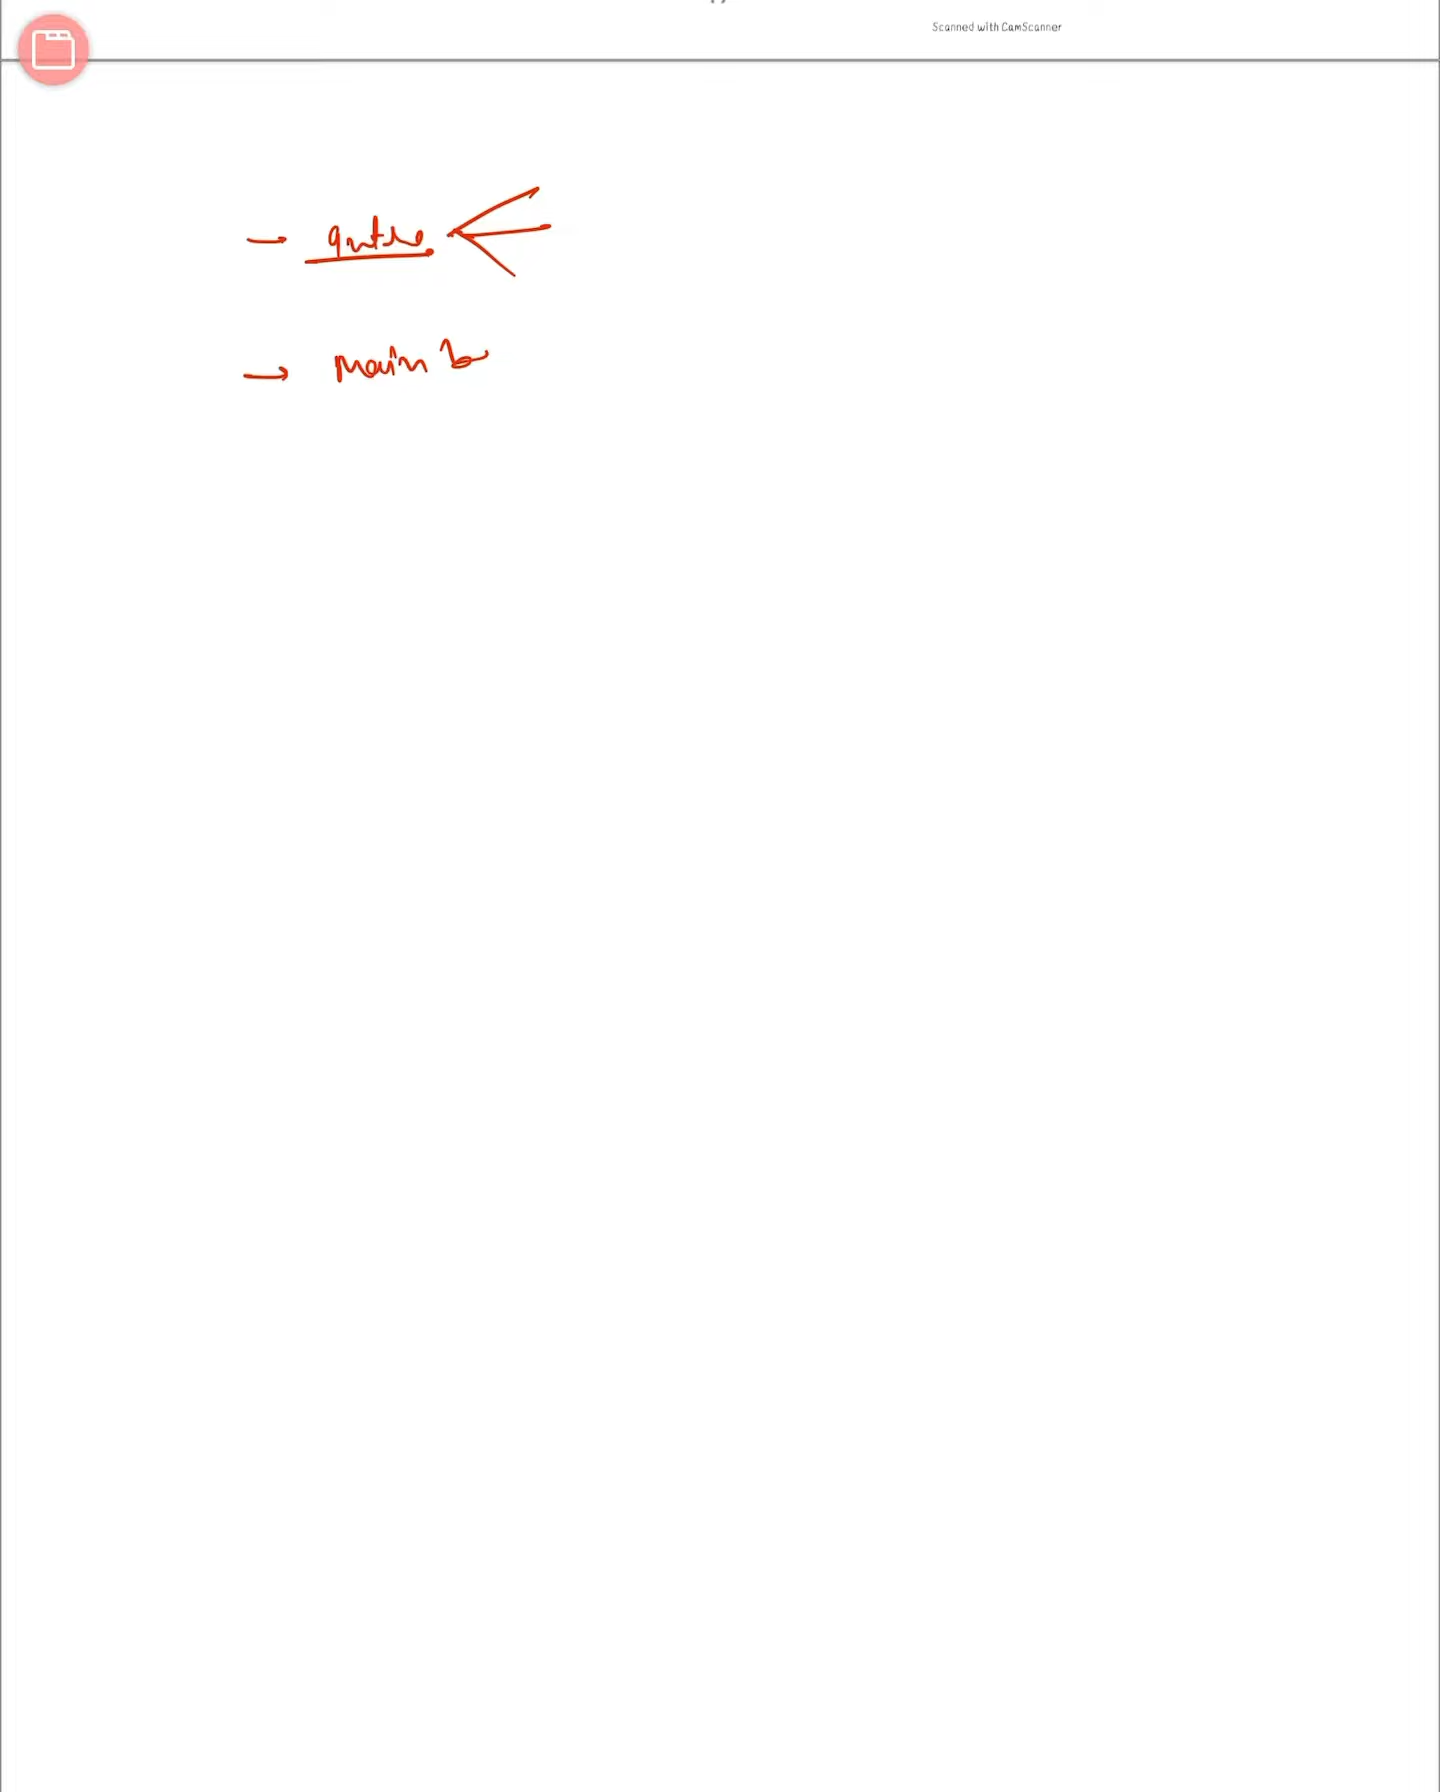 Scanned with CamScanner
→ Intro
→ Main b